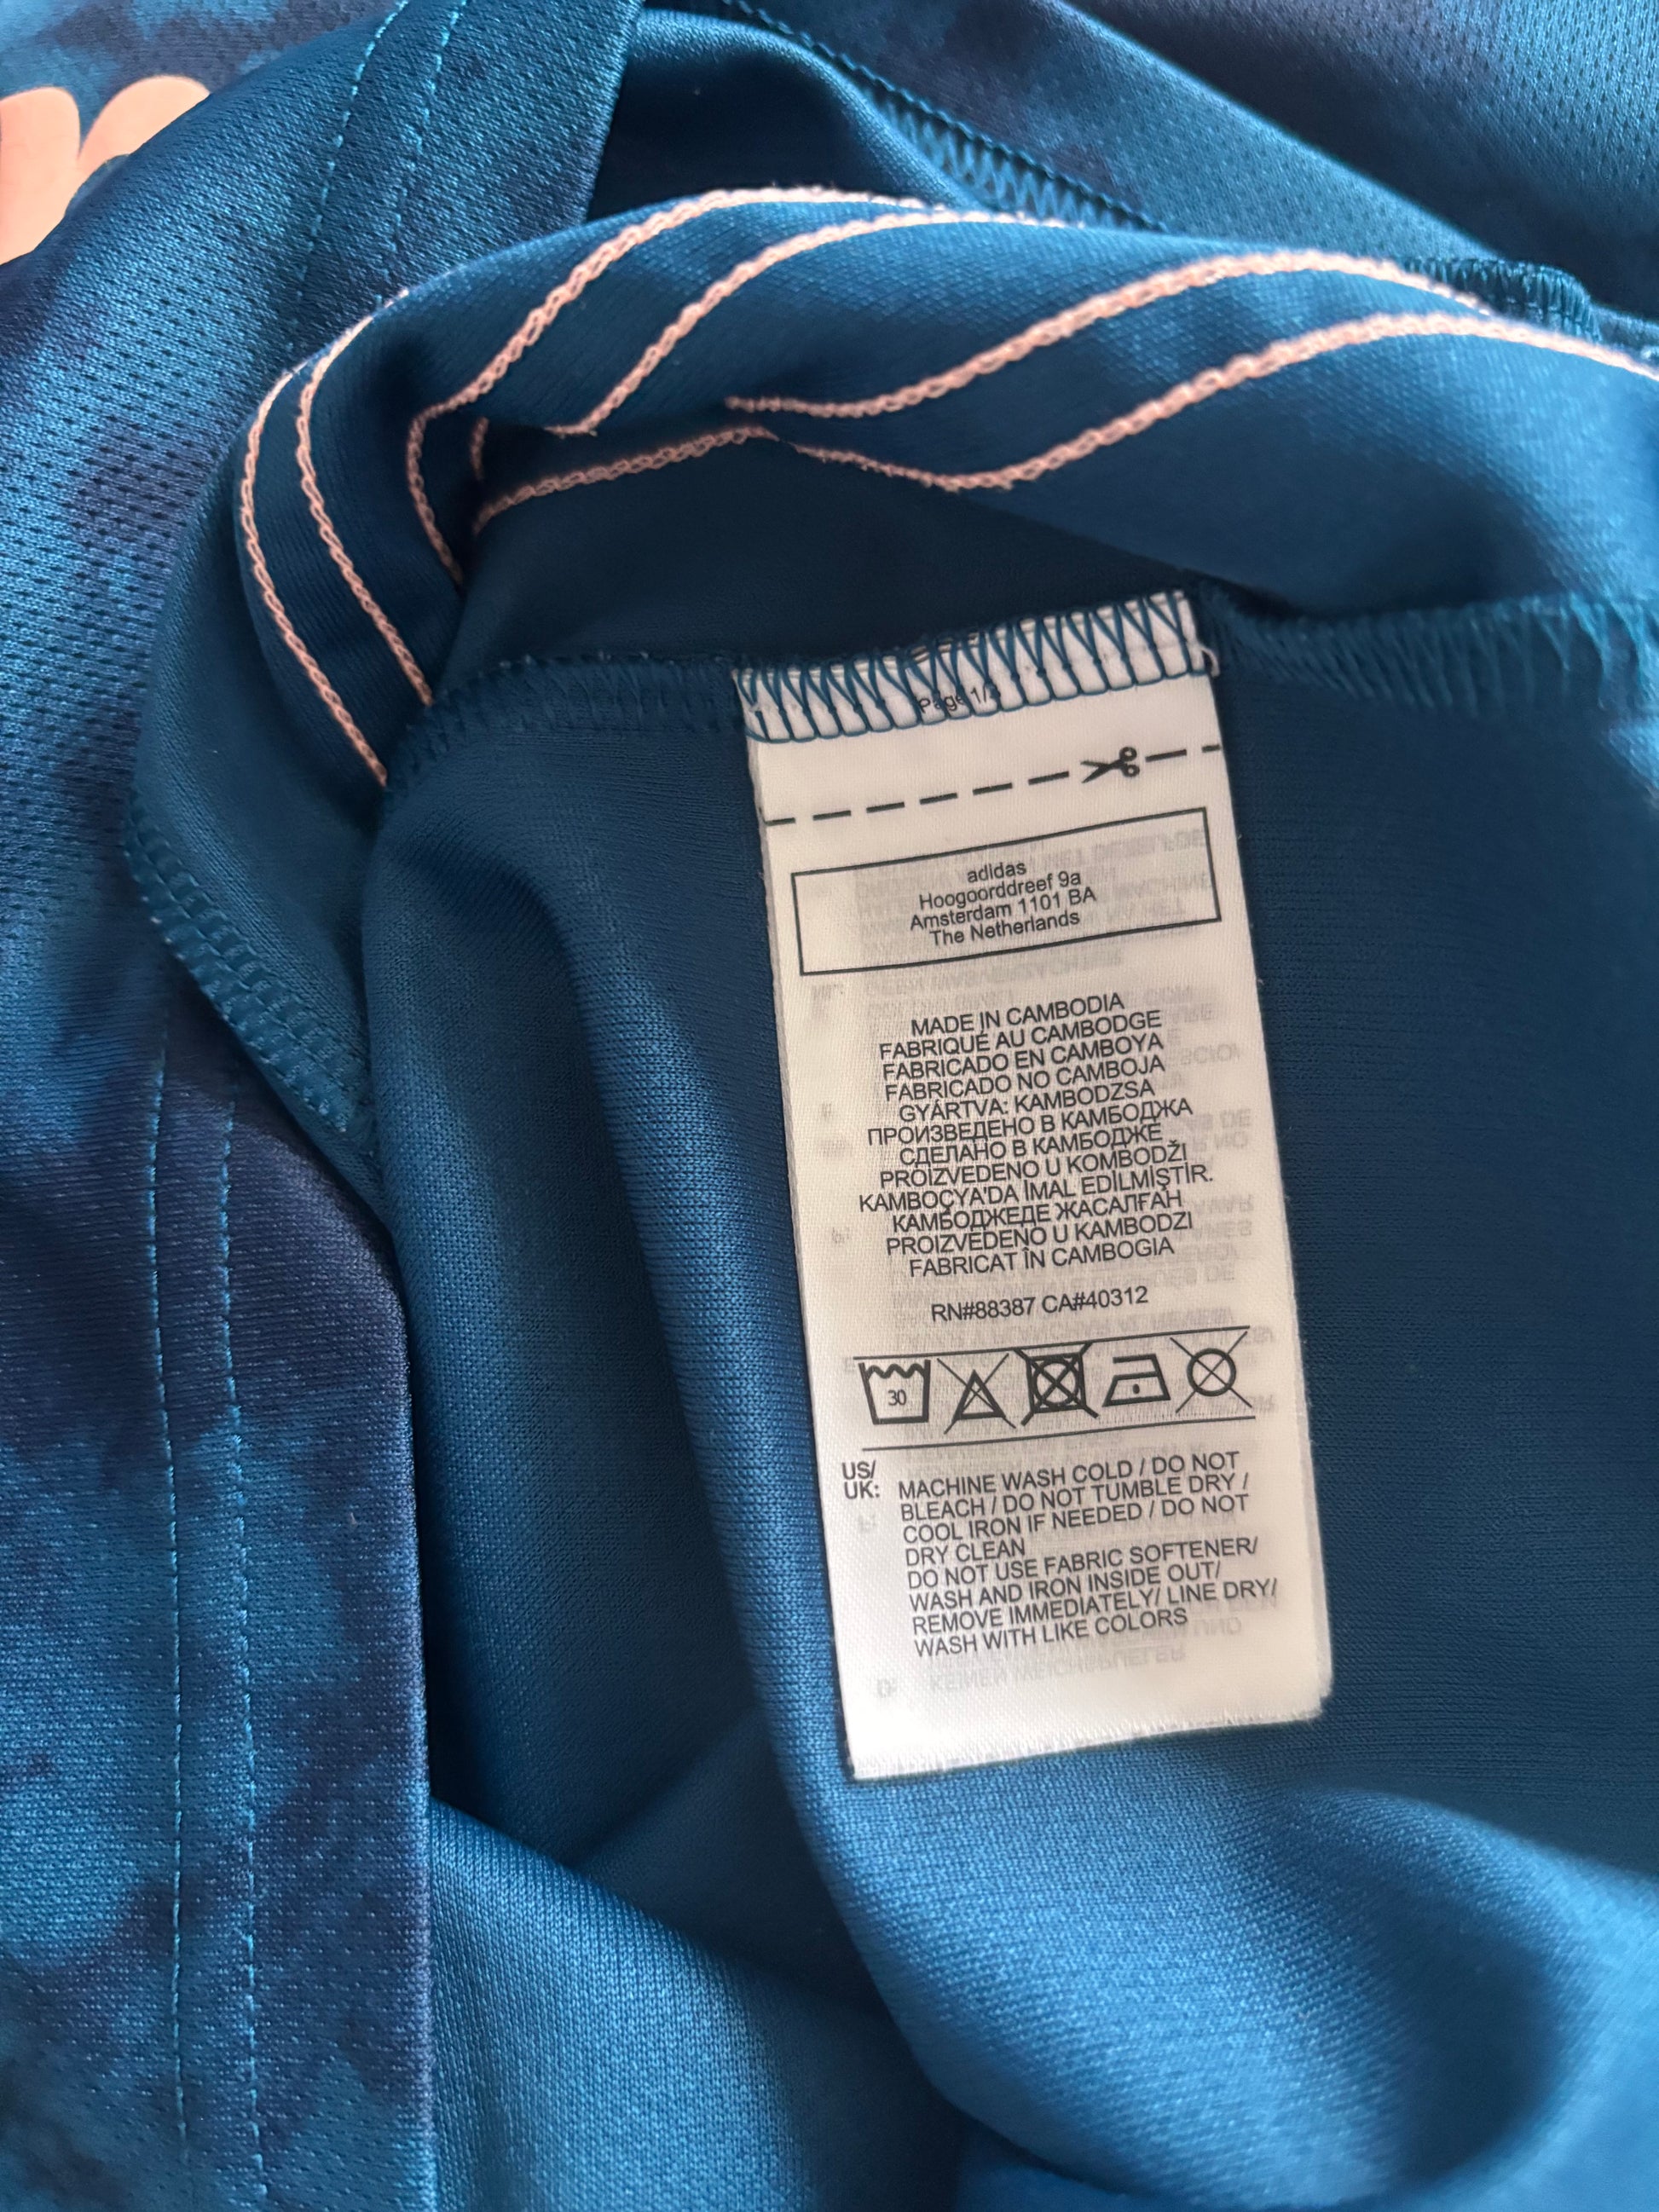 Page 1/
adidas
Hoogoorddreef 9a
Amsterdam 1101 BA
The Netherlands
MADE IN CAMBODIA
FABRIQUÉ AU CAMBODGE
FABRICADO EN CAMBOYA
FABRICADO NO CAMBOJA
GYÁRTVA: KAMBODZSA
ПРОИЗВЕДЕНО В КАМБОДЖА
СДЕЛАНО В КАМБОДЖЕ
PROIZVEDENO U KOMBODŽI
KAMBOÇYA'DA İMAL EDİLMİŞTİR.
КАМБОДЖЕДЕ ЖАСАЛҒАН
PROIZVEDENO U KAMBODZI
FABRICAT ÎN CAMBOGIA
RN#88387 CA#40312
30
US/
UK: MACHINE WASH COLD / DO NOT
BLEACH / DO NOT TUMBLE DRY /
COOL IRON IF NEEDED / DO NOT
DRY CLEAN
DO NOT USE FABRIC SOFTENER/
WASH AND IRON INSIDE OUT/
REMOVE IMMEDIATELY/ LINE DRY/
WASH WITH LIKE COLORS